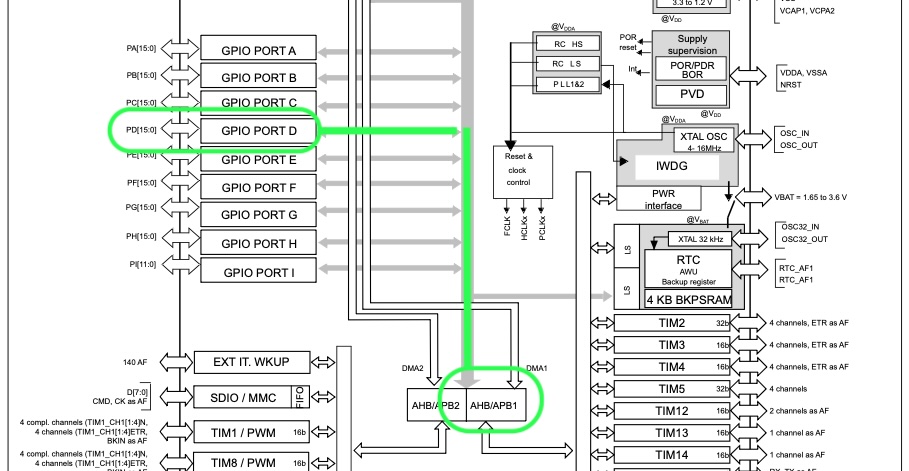 3.3 to 1.2 V
VCAP1, VCPA2
@VDD
@VDDA
POR
reset
Supply
supervision
RC HS
RC LS
PLL1&2
Int
POR/PDR
BOR
PVD
VDDA, VSSA
NRST
@VDD
@VDDA
PA[15:0]
GPIO PORT A
PB[15:0]
GPIO PORT B
PC[15:0]
GPIO PORT C
PD[15:0]
GPIO PORT D
PE[15:0]
GPIO PORT E
PF[15:0]
GPIO PORT F
PG[15:0]
GPIO PORT G
PH[15:0]
GPIO PORT H
PI[11:0]
GPIO PORT I
XTAL OSC
4- 16MHz
OSC_IN
OSC_OUT
IWDG
Reset &
clock
control
FCLK
HCLKx
PCLKx
PWR
interface
VBAT = 1.65 to 3.6 V
@VBAT
OSC32_IN
OSC32_OUT
LS
XTAL 32 kHz
RTC
AWU
Backup register
RTC_AF1
RTC_AF1
LS
4 KB BKPSRAM
TIM2
32b
4 channels, ETR as AF
TIM3
16b
4 channels, ETR as AF
TIM4
16b
4 channels, ETR as AF
TIM5
32b
4 channels
TIM12
16b
2 channels as AF
TIM13
16b
1 channel as AF
TIM14
16b
1 channel as AF
DMA2
DMA1
AHB/APB2
AHB/APB1
140 AF
EXT IT. WKUP
D[7:0]
CMD, CK as AF
SDIO / MMC
FIFO
4 compl. channels (TIM1_CH1[1:4]N,
4 channels (TIM1_CH1[1:4]ETR,
BKIN as AF
TIM1 / PWM
16b
4 compl. channels (TIM1_CH1[1:4]N,
4 channels (TIM1_CH1[1:4]ETR,
TIM8 / PWM
16b